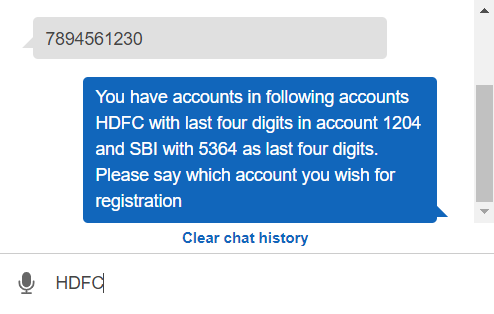 7894561230
You have accounts in following accounts
HDFC with last four digits in account 1204
and SBI with 5364 as last four digits.
Please say which account you wish for
registration
Clear chat history
HDFC